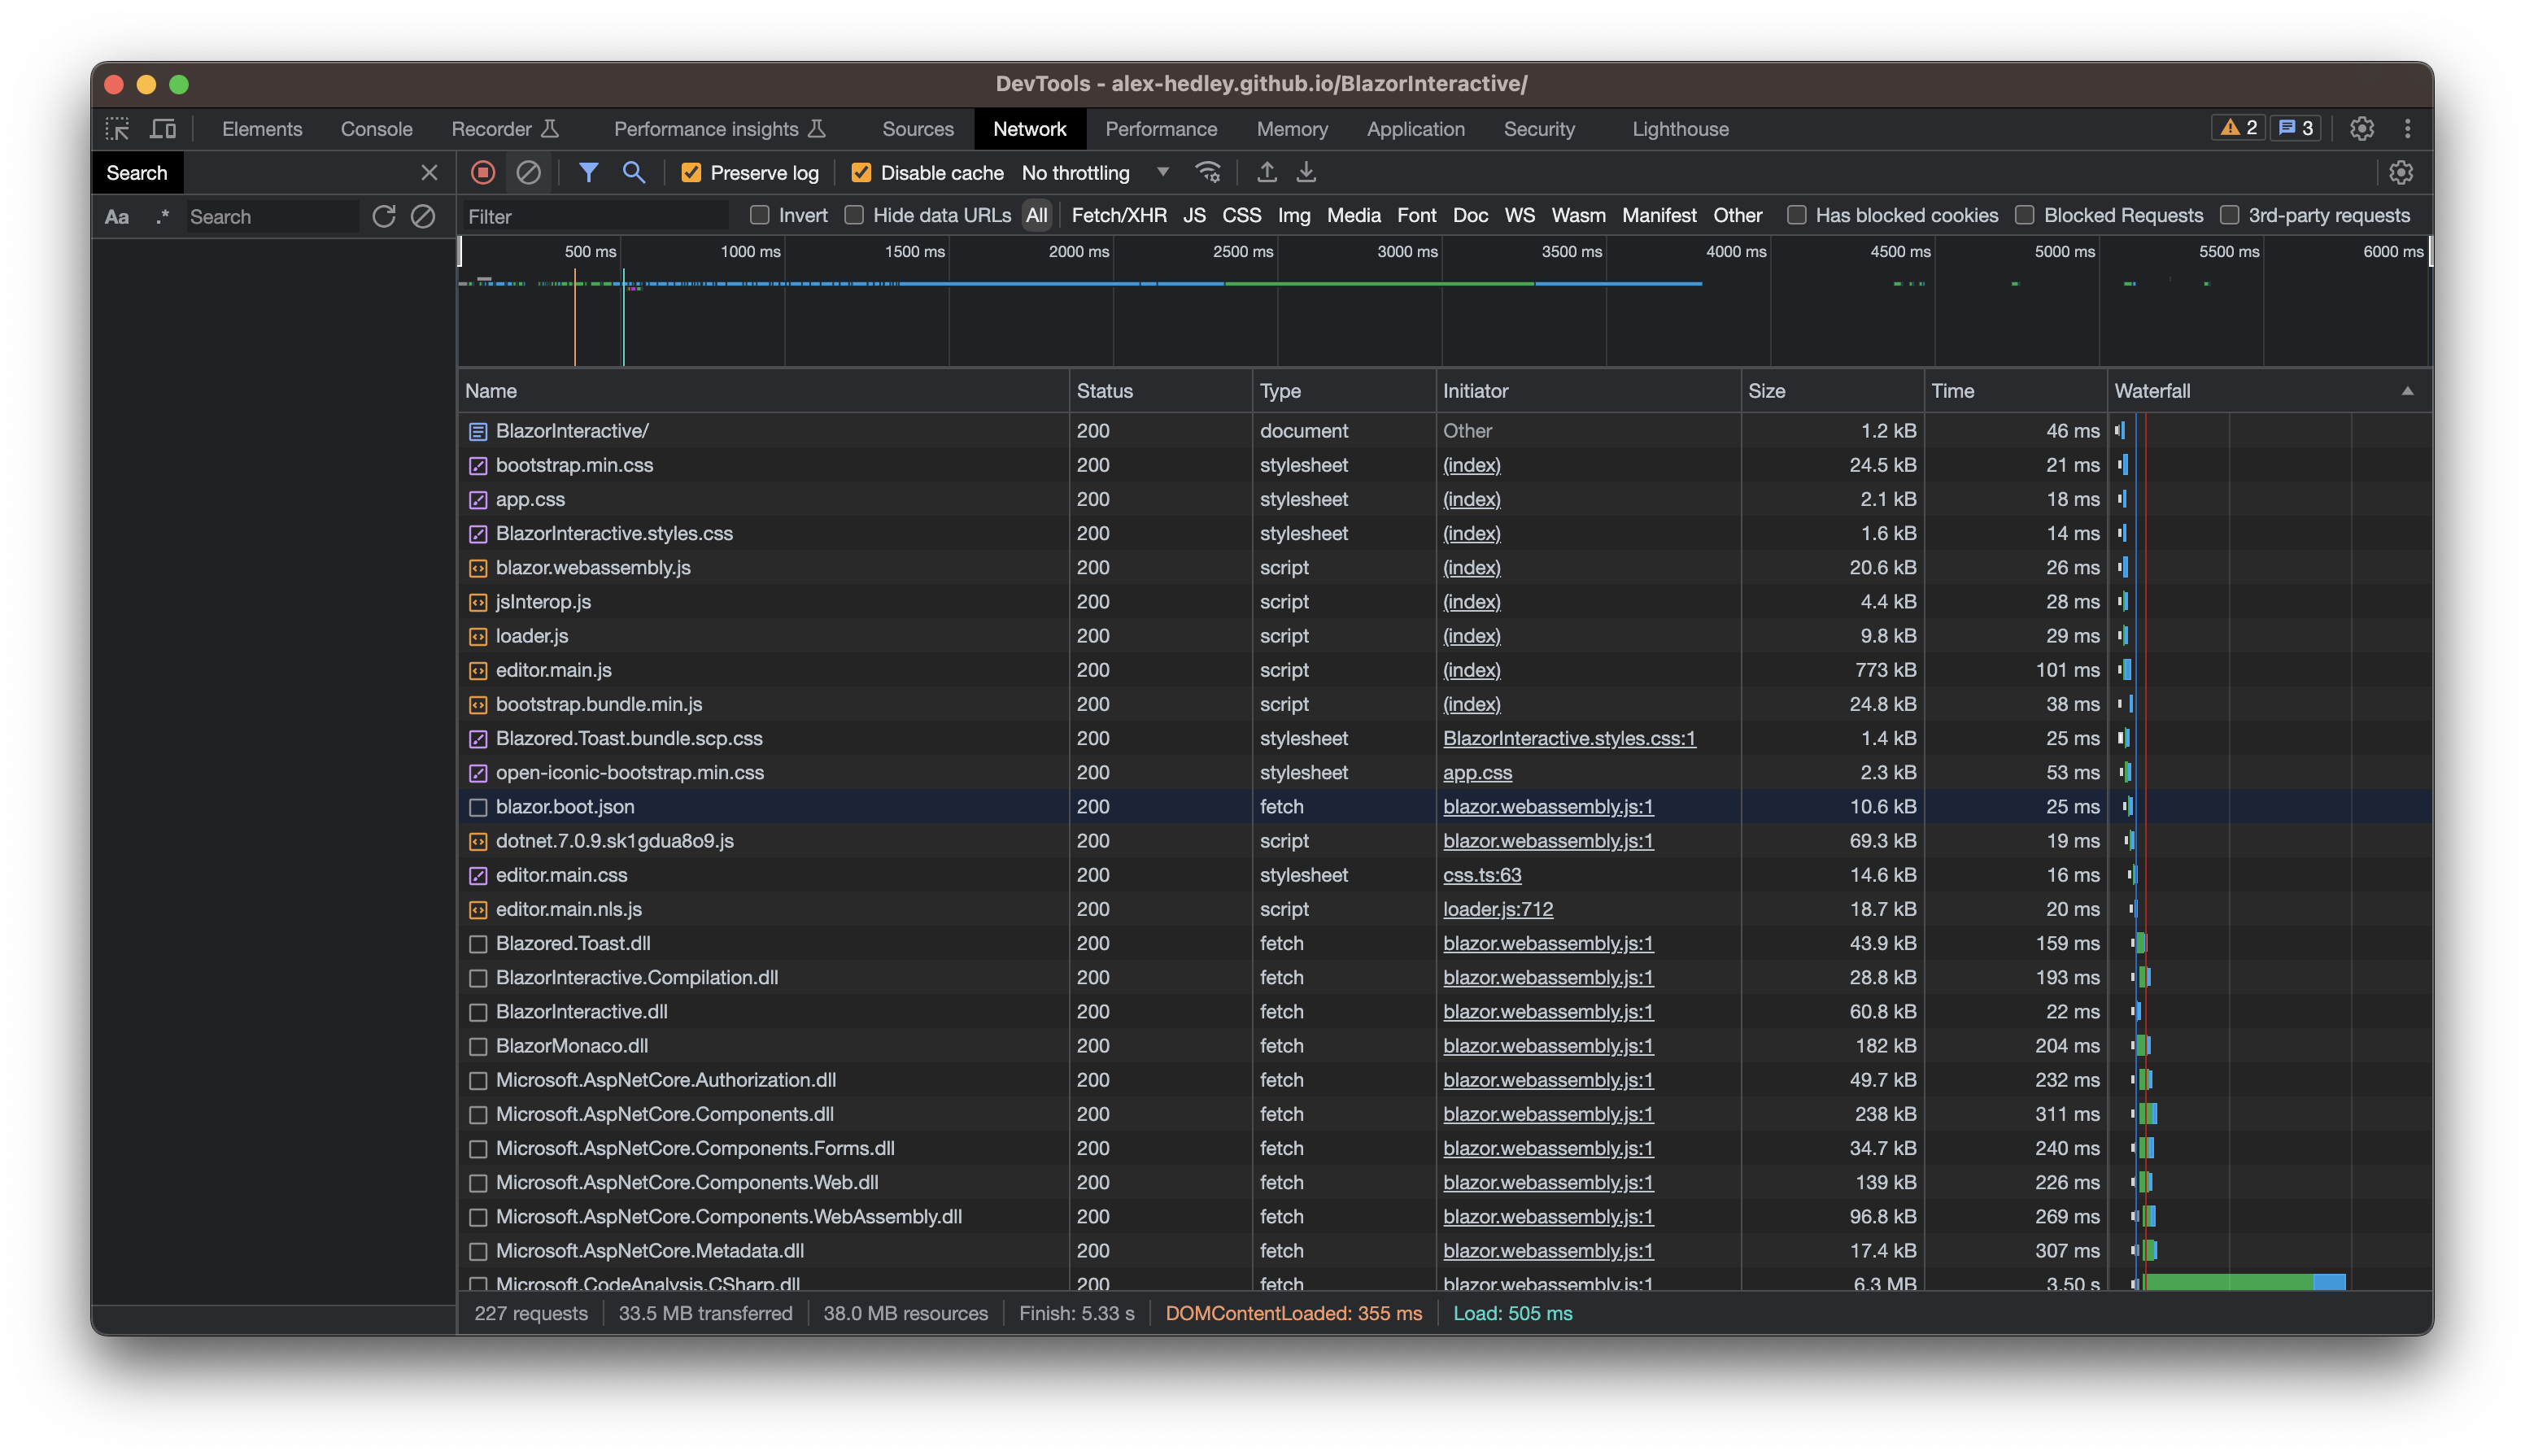 DevTools - alex-hedley.github.io/BlazorInteractive/
Elements Console Recorder Performance insights Sources Network Performance Memory Application Security Lighthouse 2 3
Search Preserve log Disable cache No throttling
Aa .* Search Filter Invert Hide data URLs All Fetch/XHR JS CSS Img Media Font Doc WS Wasm Manifest Other Has blocked cookies Blocked Requests 3rd-party requests
500 ms 1000 ms 1500 ms 2000 ms 2500 ms 3000 ms 3500 ms 4000 ms 4500 ms 5000 ms 5500 ms 6000 ms
Name Status Type Initiator Size Time Waterfall
BlazorInteractive/ 200 document Other 1.2 kB 46 ms
bootstrap.min.css 200 stylesheet (index) 24.5 kB 21 ms
app.css 200 stylesheet (index) 2.1 kB 18 ms
BlazorInteractive.styles.css 200 stylesheet (index) 1.6 kB 14 ms
blazor.webassembly.js 200 script (index) 20.6 kB 26 ms
jsInterop.js 200 script (index) 4.4 kB 28 ms
loader.js 200 script (index) 9.8 kB 29 ms
editor.main.js 200 script (index) 773 kB 101 ms
bootstrap.bundle.min.js 200 script (index) 24.8 kB 38 ms
Blazored.Toast.bundle.scp.css 200 stylesheet BlazorInteractive.styles.css:1 1.4 kB 25 ms
open-iconic-bootstrap.min.css 200 stylesheet app.css 2.3 kB 53 ms
blazor.boot.json 200 fetch blazor.webassembly.js:1 10.6 kB 25 ms
dotnet.7.0.9.sk1gdua8o9.js 200 script blazor.webassembly.js:1 69.3 kB 19 ms
editor.main.css 200 stylesheet css.ts:63 14.6 kB 16 ms
editor.main.nls.js 200 script loader.js:712 18.7 kB 20 ms
Blazored.Toast.dll 200 fetch blazor.webassembly.js:1 43.9 kB 159 ms
BlazorInteractive.Compilation.dll 200 fetch blazor.webassembly.js:1 28.8 kB 193 ms
BlazorInteractive.dll 200 fetch blazor.webassembly.js:1 60.8 kB 22 ms
BlazorMonaco.dll 200 fetch blazor.webassembly.js:1 182 kB 204 ms
Microsoft.AspNetCore.Authorization.dll 200 fetch blazor.webassembly.js:1 49.7 kB 232 ms
Microsoft.AspNetCore.Components.dll 200 fetch blazor.webassembly.js:1 238 kB 311 ms
Microsoft.AspNetCore.Components.Forms.dll 200 fetch blazor.webassembly.js:1 34.7 kB 240 ms
Microsoft.AspNetCore.Components.Web.dll 200 fetch blazor.webassembly.js:1 139 kB 226 ms
Microsoft.AspNetCore.Components.WebAssembly.dll 200 fetch blazor.webassembly.js:1 96.8 kB 269 ms
Microsoft.AspNetCore.Metadata.dll 200 fetch blazor.webassembly.js:1 17.4 kB 307 ms
Microsoft.CodeAnalysis.CSharp.dll 200 fetch blazor.webassembly.js:1 6.3 MB 3.50 s
227 requests 33.5 MB transferred 38.0 MB resources Finish: 5.33 s DOMContentLoaded: 355 ms Load: 505 ms